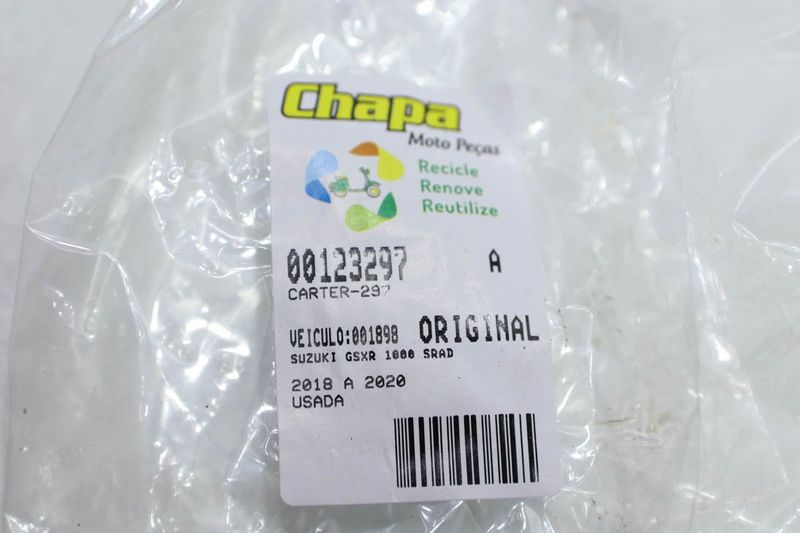 Chapa
Moto Peças
Recicle
Renove
Reutilize
00123297 A
CARTER-297
VEICULO:001898 ORIGINAL
SUZUKI GSXR 1000 SRAD
2018 A 2020
USADA